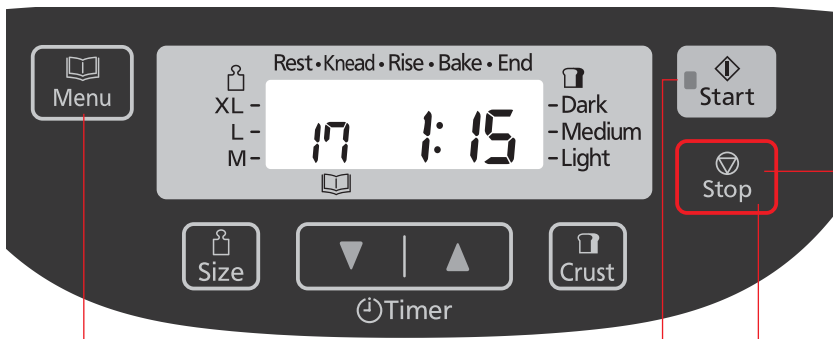 Menu
Rest • Knead • Rise • Bake • End
XL -
L -
M -
17 1:15
- Dark
- Medium
- Light
Start
Stop
Size
Crust
Timer